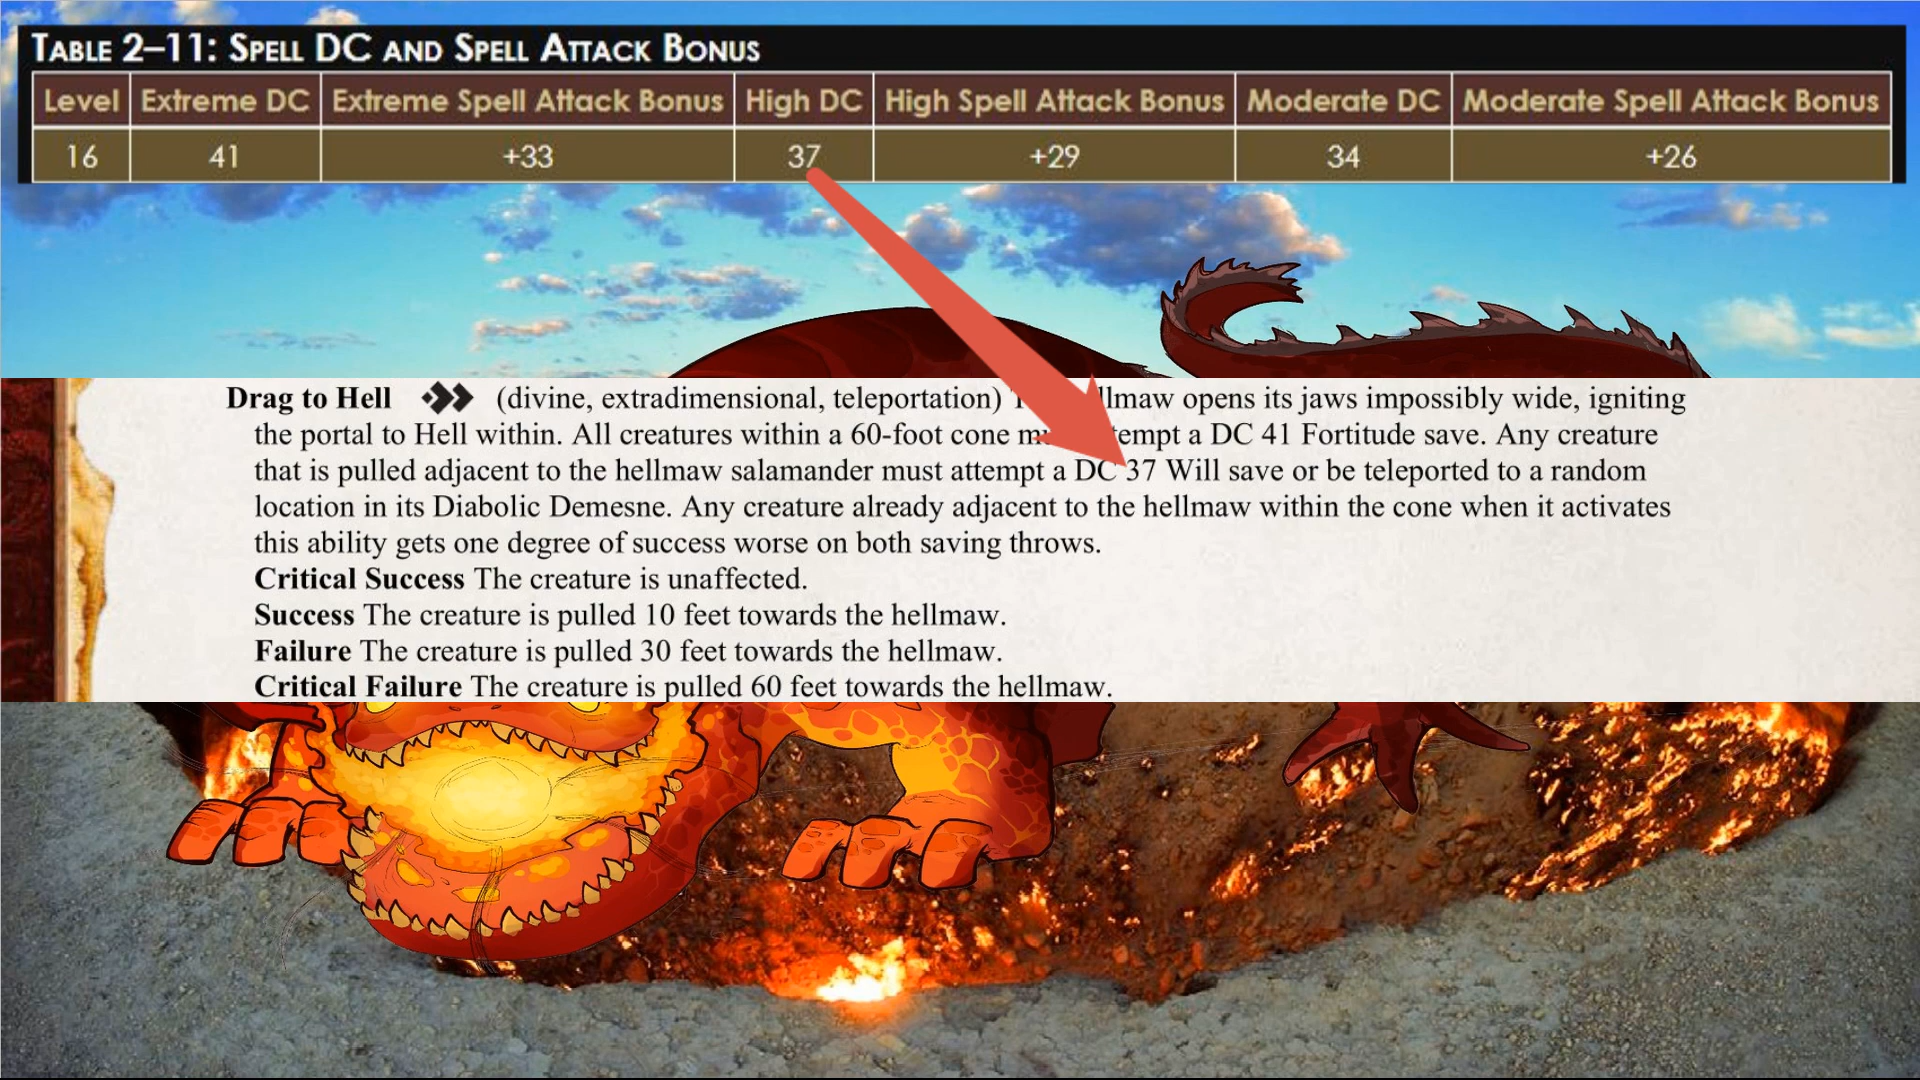 TABLE 2–11: SPELL DC AND SPELL ATTACK BONUS
Level Extreme DC Extreme Spell Attack Bonus High DC High Spell Attack Bonus Moderate DC Moderate Spell Attack Bonus
16 41 +33 37 +29 34 +26
Drag to Hell (divine, extradimensional, teleportation) opens its jaws impossibly wide, igniting
the portal to Hell within. All creatures within a 60-foot cone a DC 41 Fortitude save. Any creature
that is pulled adjacent to the hellmaw salamander must attempt a DC 37 Will save or be teleported to a random
location in its Diabolic Demesne. Any creature already adjacent to the hellmaw within the cone when it activates
this ability gets one degree of success worse on both saving throws.
Critical Success The creature is unaffected.
Success The creature is pulled 10 feet towards the hellmaw.
Failure The creature is pulled 30 feet towards the hellmaw.
Critical Failure The creature is pulled 60 feet towards the hellmaw.